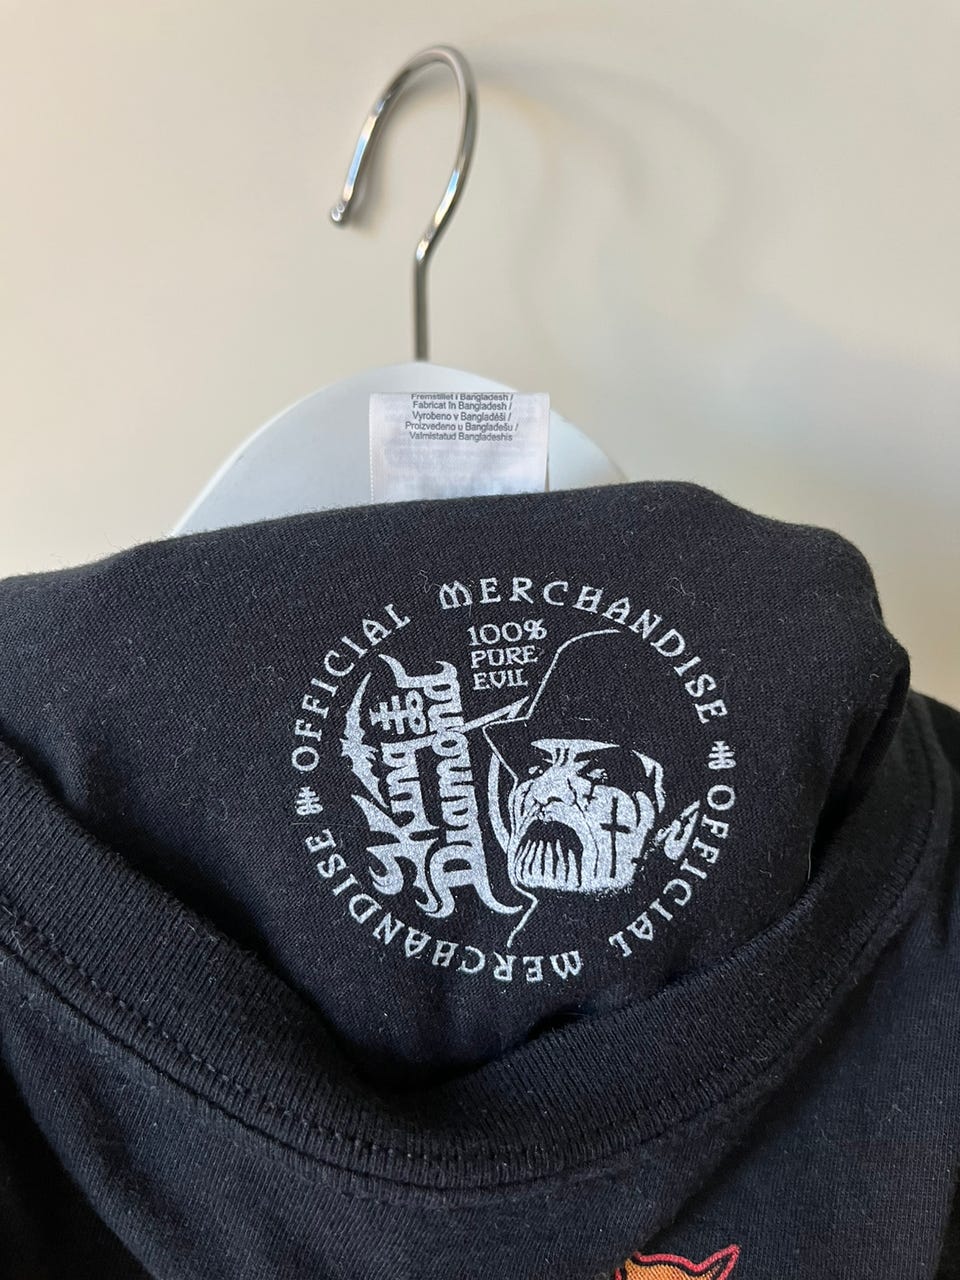 Fremstillet i Bangladesh /
Fabricat în Bangladesh /
Vyrobeno v Bangladéši /
Proizvedeno u Bangladešu /
Valmistatud Bangladeshis
OFFICIAL MERCHANDISE
100%
PURE
EVIL
King
Diamond
OFFICIAL MERCHANDISE